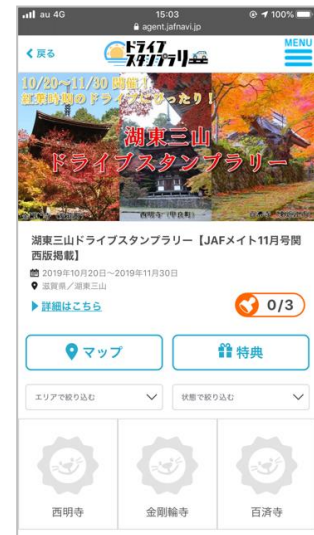 au 4G 15:03 100%
agent.jafnavi.jp
戻る ドライブスタンプラリー MENU
10/20～11/30 開催！
紅葉時期のドライブにぴったり！
湖東三山
ドライブスタンプラリー
西明寺（甲良町）
湖東三山ドライブスタンプラリー【JAFメイト11月号関
西版掲載】
2019年10月20日～2019年11月30日
滋賀県／湖東三山
詳細はこちら
0/3
マップ 特典
エリアで絞り込む 状態で絞り込む
西明寺 金剛輪寺 百済寺